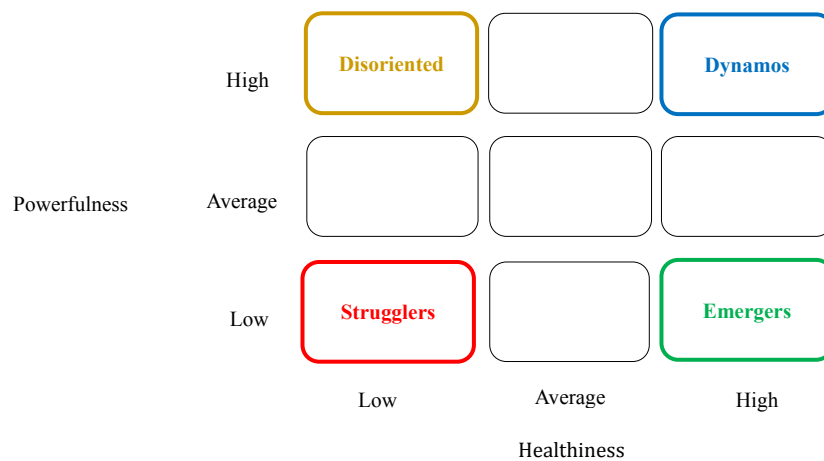 Disoriented
Dynamos
High
Powerfulness
Average
Strugglers
Emergers
Low
Low
Average
High
Healthiness